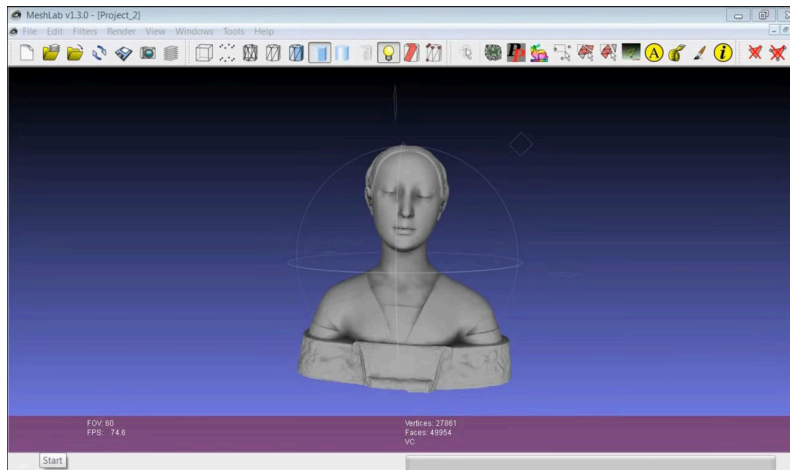 MeshLab v1.3.0 - [Project_2]
File Edit Filters Render View Windows Tools Help
A
i
FOV: 60
FPS: 74.6
Vertices: 27861
Faces: 49954
VC
Start